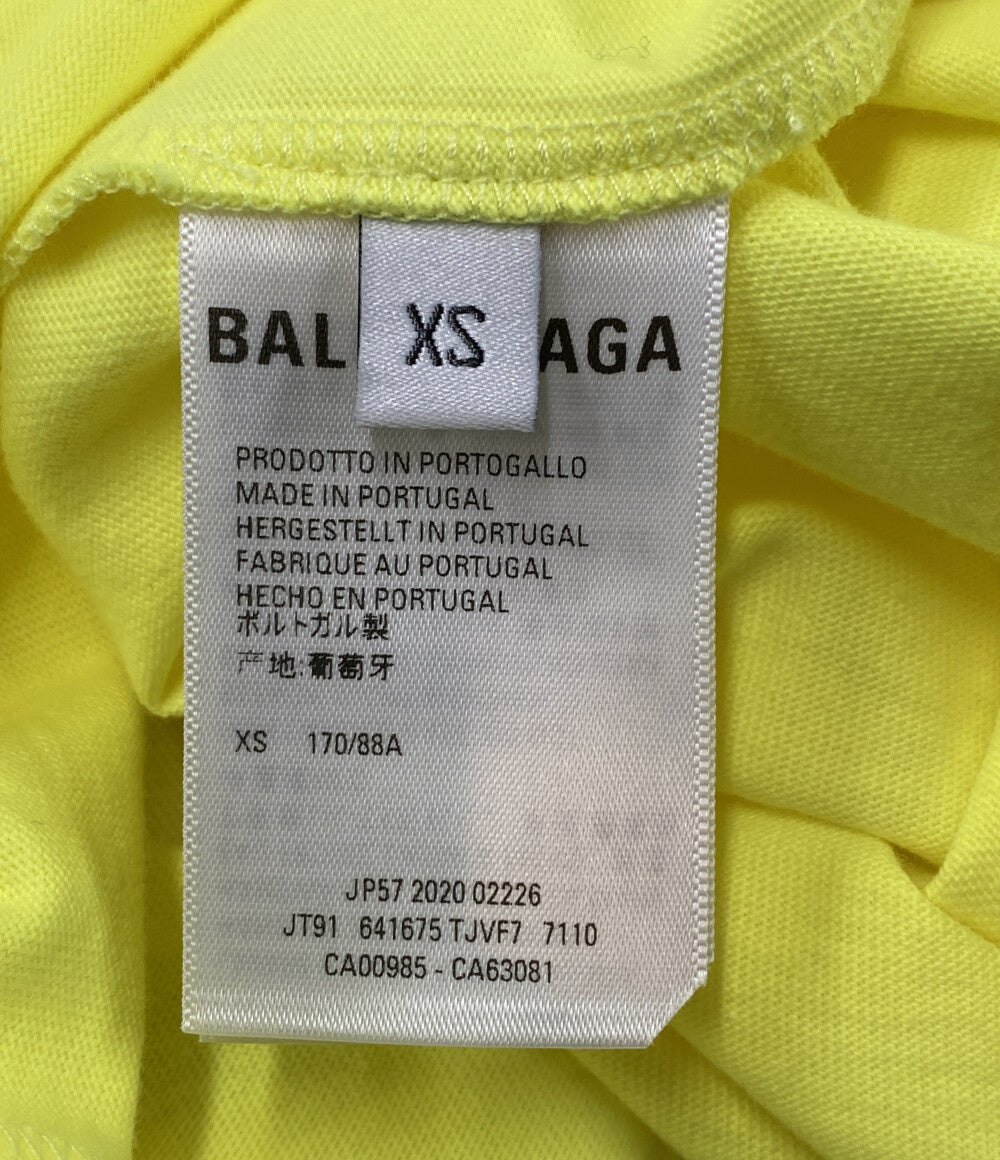 BAL AGA
XS
PRODOTTO IN PORTOGALLO
MADE IN PORTUGAL
HERGESTELLT IN PORTUGAL
FABRIQUE AU PORTUGAL
HECHO EN PORTUGAL
ポルトガル製
产地:葡萄牙
XS 170/88A
JP57 2020 02226
JT91 641675 TJVF7 7110
CA00985 - CA63081